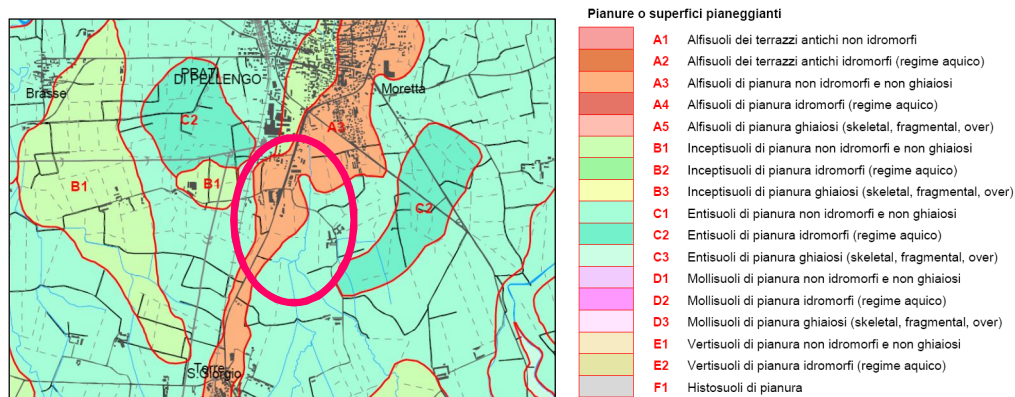 Brasse
PRATI
DI PELLENGO
Moretta
C2
A3
B1
B1
C2
Torre
S.Giorgio
Pianure o superfici pianeggianti
A1 Alfisuoli dei terrazzi antichi non idromorfi
A2 Alfisuoli dei terrazzi antichi idromorfi (regime aquico)
A3 Alfisuoli di pianura non idromorfi e non ghiaiosi
A4 Alfisuoli di pianura idromorfi (regime aquico)
A5 Alfisuoli di pianura ghiaiosi (skeletal, fragmental, over)
B1 Inceptisuoli di pianura non idromorfi e non ghiaiosi
B2 Inceptisuoli di pianura idromorfi (regime aquico)
B3 Inceptisuoli di pianura ghiaiosi (skeletal, fragmental, over)
C1 Entisuoli di pianura non idromorfi e non ghiaiosi
C2 Entisuoli di pianura idromorfi (regime aquico)
C3 Entisuoli di pianura ghiaiosi (skeletal, fragmental, over)
D1 Mollisuoli di pianura non idromorfi e non ghiaiosi
D2 Mollisuoli di pianura idromorfi (regime aquico)
D3 Mollisuoli di pianura ghiaiosi (skeletal, fragmental, over)
E1 Vertisuoli di pianura non idromorfi e non ghiaiosi
E2 Vertisuoli di pianura idromorfi (regime aquico)
F1 Histosuoli di pianura